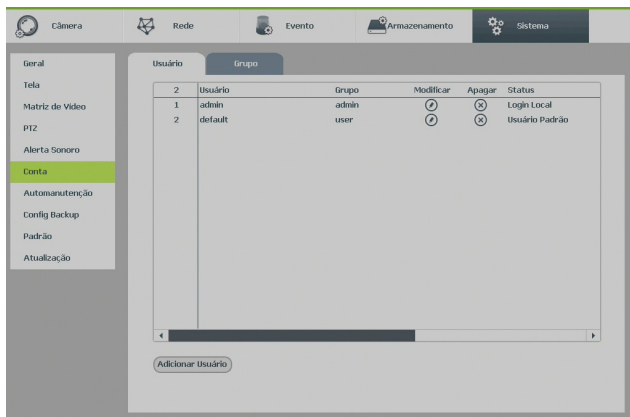 Câmera Rede Evento Armazenamento Sistema
Geral
Tela
Matriz de Vídeo
PTZ
Alerta Sonoro
Conta
Automanutenção
Config Backup
Padrão
Atualização
Usuário Grupo
2 Usuário Grupo Modificar Apagar Status
1 admin admin Login Local
2 default user Usuário Padrão
Adicionar Usuário